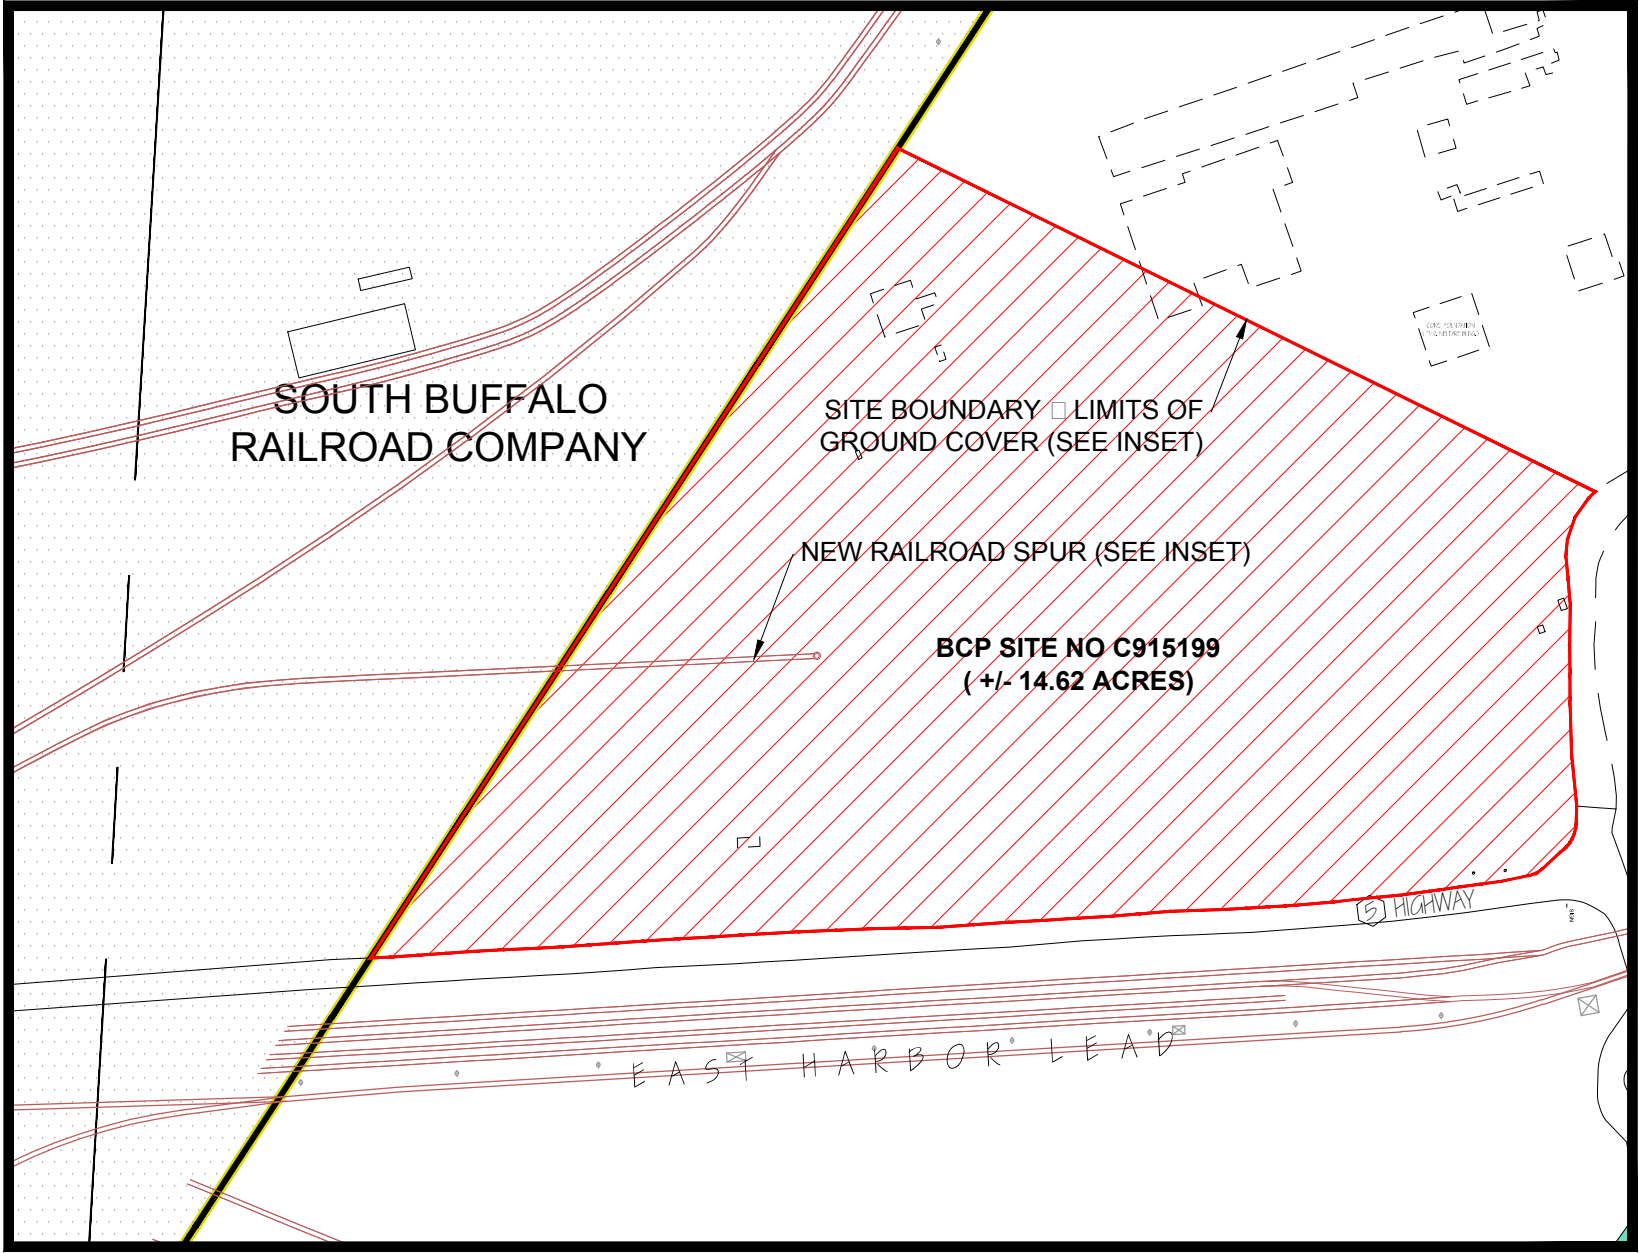 SOUTH BUFFALO
RAILROAD COMPANY
SITE BOUNDARY □ LIMITS OF
GROUND COVER (SEE INSET)
NEW RAILROAD SPUR (SEE INSET)
BCP SITE NO C915199
( +/- 14.62 ACRES)
5 HIGHWAY
EAST HARBOR LEAD